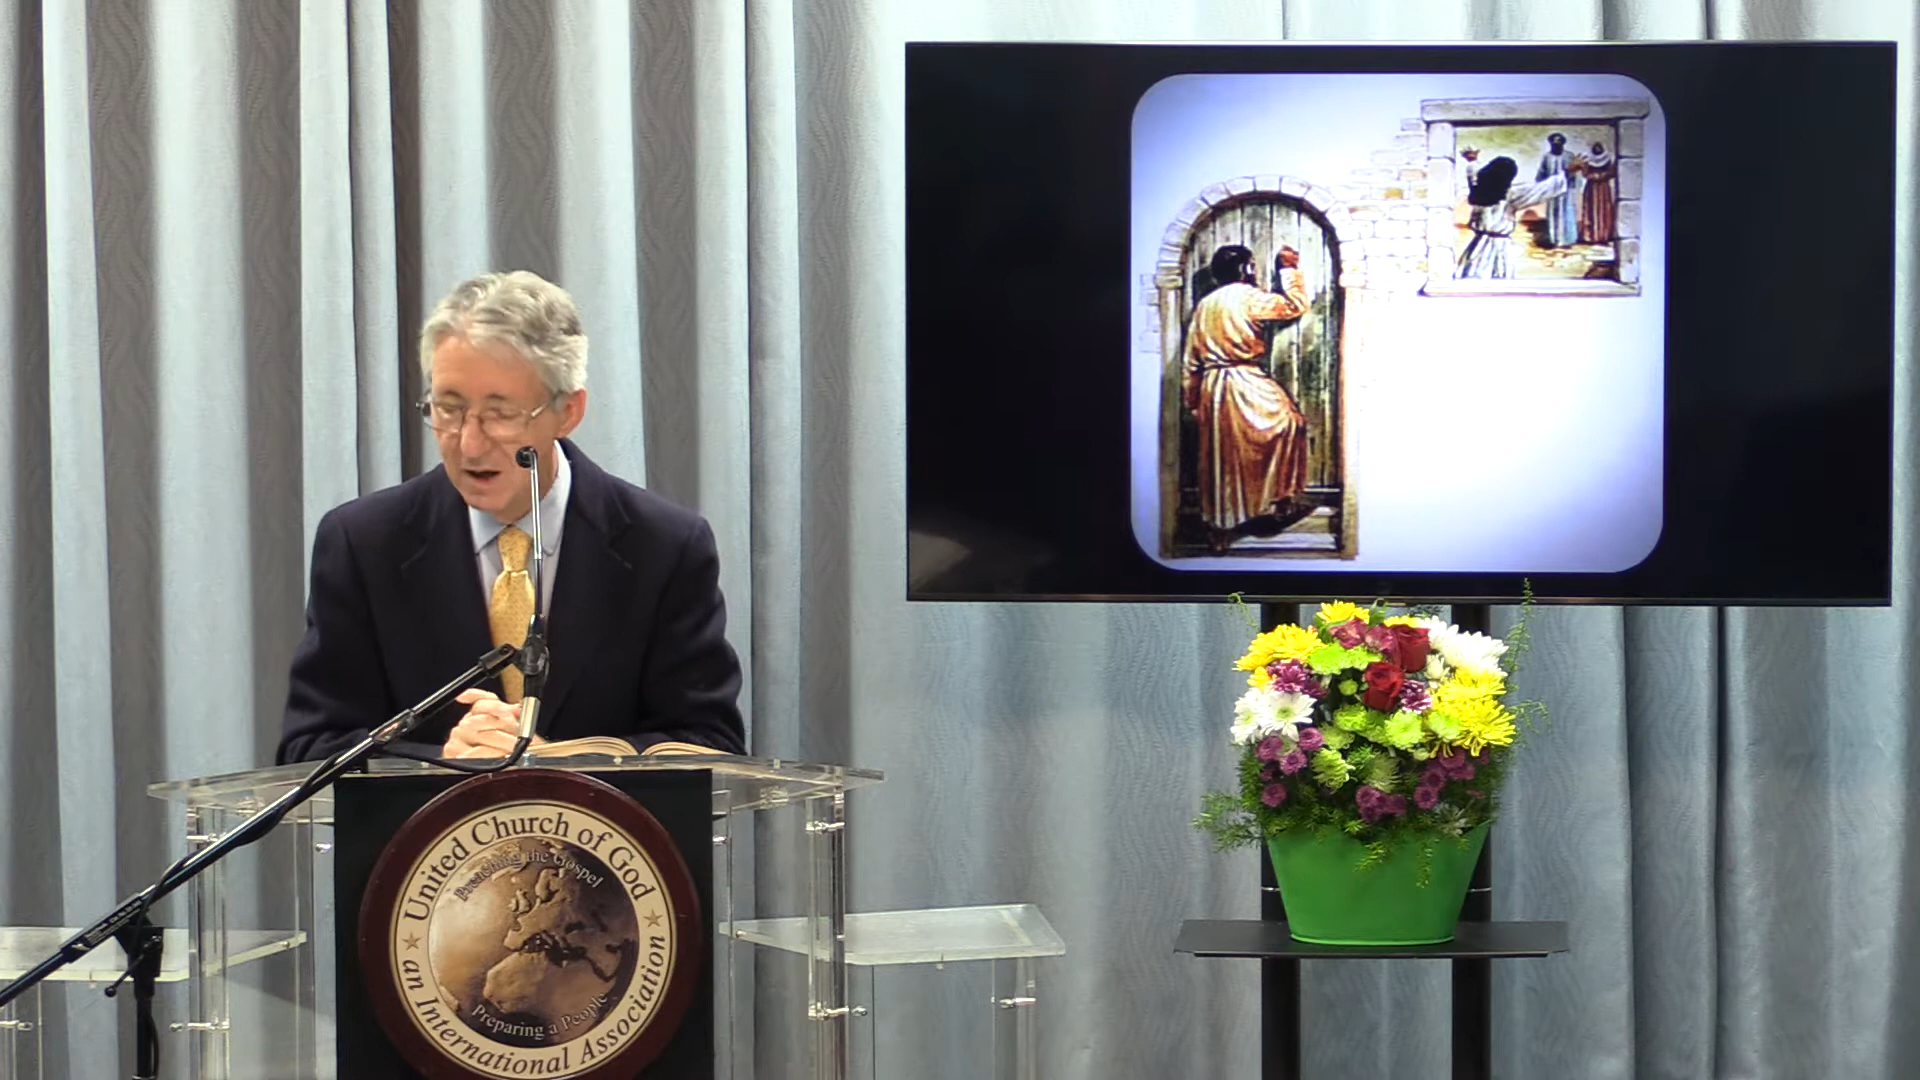 United Church of God
Preaching the Gospel
Preparing a People
an International Association